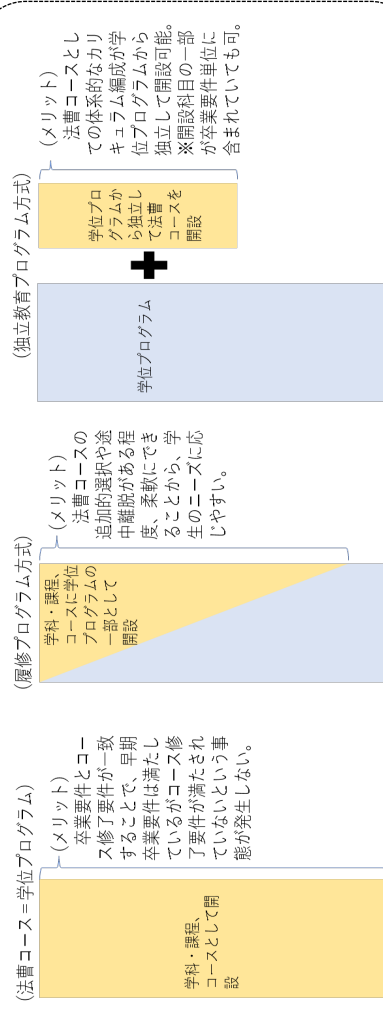 (法曹コース=学位プログラム)
学科・課程、
コースとして開
設
(メリット)
卒業要件とコー
ス修了要件が一致
することで、早期
卒業要件は満たし
ているがコース修
了要件が満たされ
ていないという事
態が発生しない。
(履修プログラム方式)
学科・課程、
コースに学位
プログラムの
一部として
開設
(メリット)
法曹コースの
追加的選択や途
中離脱がある程
度、柔軟にでき
ることから、学
生のニーズに応
じやすい。
(独立教育プログラム方式)
学位プログラム
学位プロ
グラムか
ら独立し
て法曹
コースを
開設
(メリット)
法曹コースとし
ての体系的なカリ
キュラム編成が学
位プログラムから
独立して開設可能。
※開設科目の一部
が卒業要件単位に
含まれていても可。